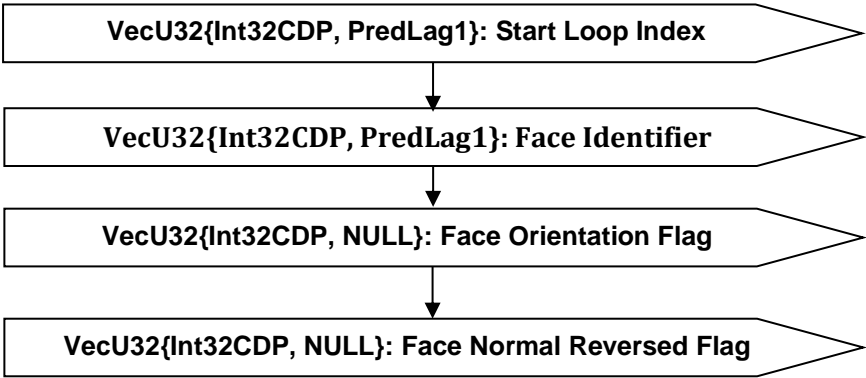 VecU32{Int32CDP, PredLag1}: Start Loop Index
VecU32{Int32CDP, PredLag1}: Face Identifier
VecU32{Int32CDP, NULL}: Face Orientation Flag
VecU32{Int32CDP, NULL}: Face Normal Reversed Flag